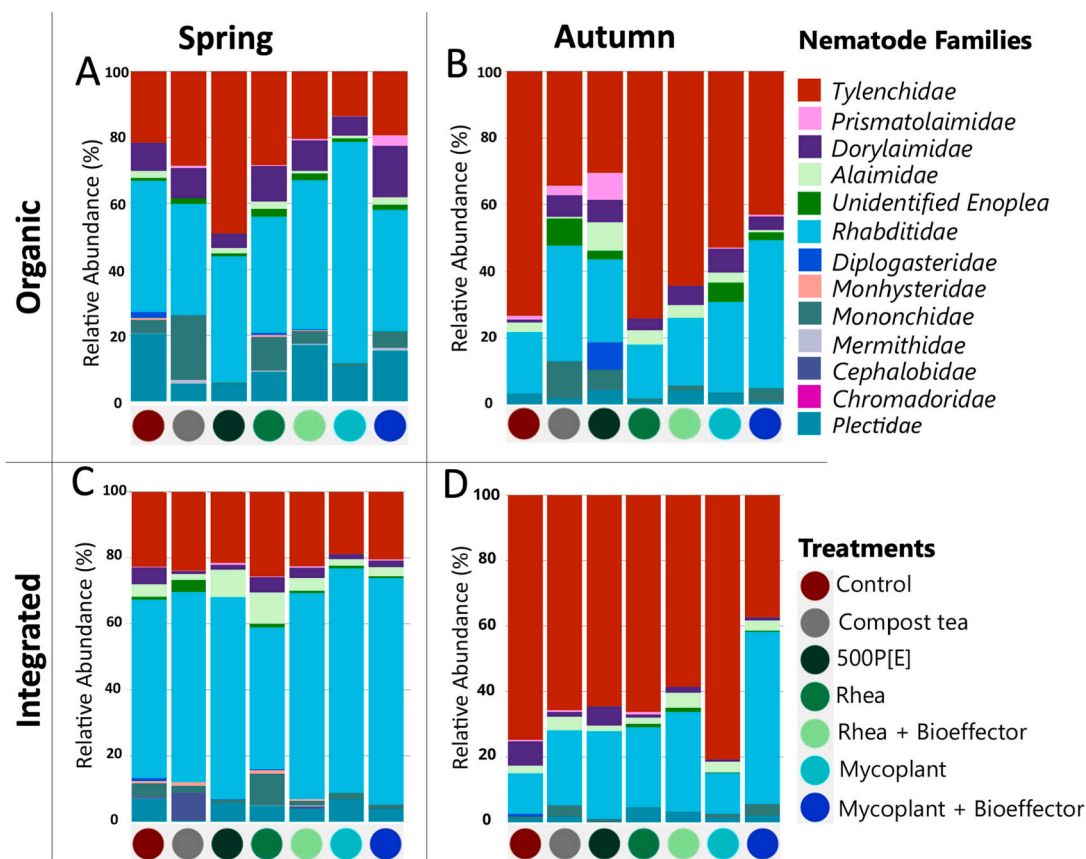 Spring
Autumn
Nematode Families
A
B
Organic
Relative Abundance (%)
100
80
60
40
20
0
Relative Abundance (%)
100
80
60
40
20
0
Tylenchidae
Prismatolaimidae
Dorylaimidae
Alaimidae
Unidentified Enoplea
Rhabditidae
Diplogasteridae
Monhysteridae
Mononchidae
Mermithidae
Cephalobidae
Chromadoridae
Plectidae
C
D
Integrated
Relative Abundance (%)
100
80
60
40
20
0
Relative Abundance (%)
100
80
60
40
20
0
Treatments
Control
Compost tea
500P[E]
Rhea
Rhea + Bioeffector
Mycoplant
Mycoplant + Bioeffector